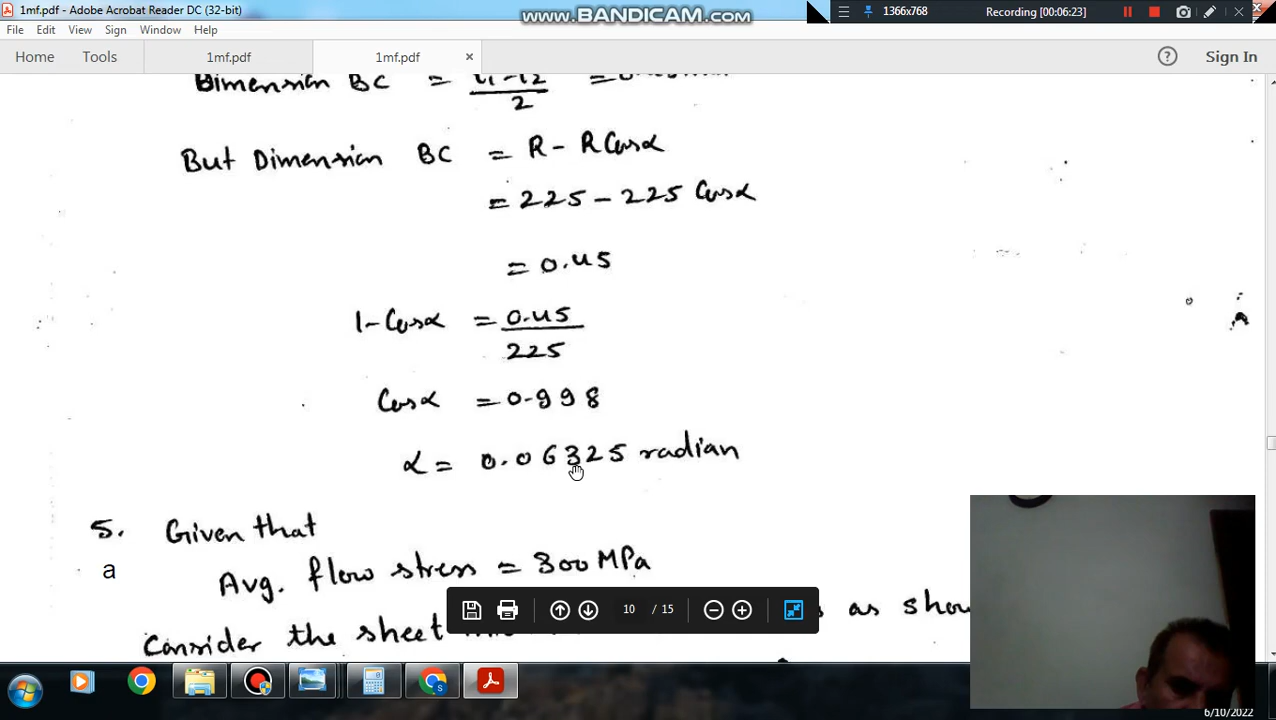 1mf.pdf - Adobe Acrobat Reader DC (32-bit)
www.BANDICAM.com
1366x768
Recording [00:06:23]
File Edit View Sign Window Help
Home Tools 1mf.pdf 1mf.pdf × ? Sign In
Dimension BC =
2
But Dimension BC = R - R Cosα
= 225 - 225 Cosα
= 0.45
1 - Cosα = 0.45
225
Cosα = 0.998
α = 0.06325 radian
5. Given that
a
Avg. flow stress = 300 MPa
10 / 15
as show
Consider the sheet
6/10/2022